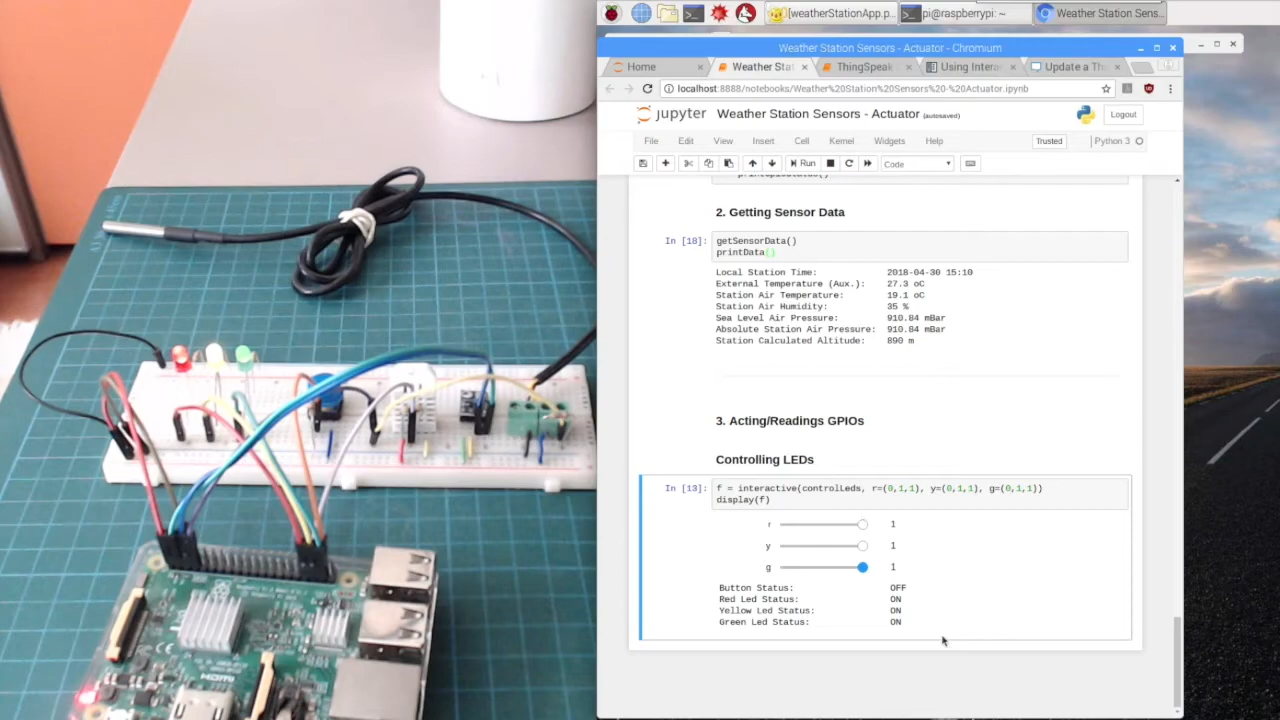 [weatherStationApp.p...
pi@raspberrypi: ~
Weather Station Sens...
Weather Station Sensors - Actuator - Chromium
Home
Weather Stat
ThingSpeak
Using Intera
Update a Th
localhost:8888/notebooks/Weather%20Station%20Sensors%20-%20Actuator.ipynb
jupyter
Weather Station Sensors - Actuator (autosaved)
Logout
File Edit View Insert Cell Kernel Widgets Help
Trusted
Python 3
Run
Code
2. Getting Sensor Data
In [18]: getSensorData()
printData()
Local Station Time: 2018-04-30 15:10
External Temperature (Aux.): 27.3 oC
Station Air Temperature: 19.1 oC
Station Air Humidity: 35 %
Sea Level Air Pressure: 910.84 mBar
Absolute Station Air Pressure: 910.84 mBar
Station Calculated Altitude: 890 m
3. Acting/Readings GPIOs
Controlling LEDs
In [13]: f = interactive(controlLeds, r=(0,1,1), y=(0,1,1), g=(0,1,1))
display(f)
r 1
y 1
g 1
Button Status: OFF
Red Led Status: ON
Yellow Led Status: ON
Green Led Status: ON